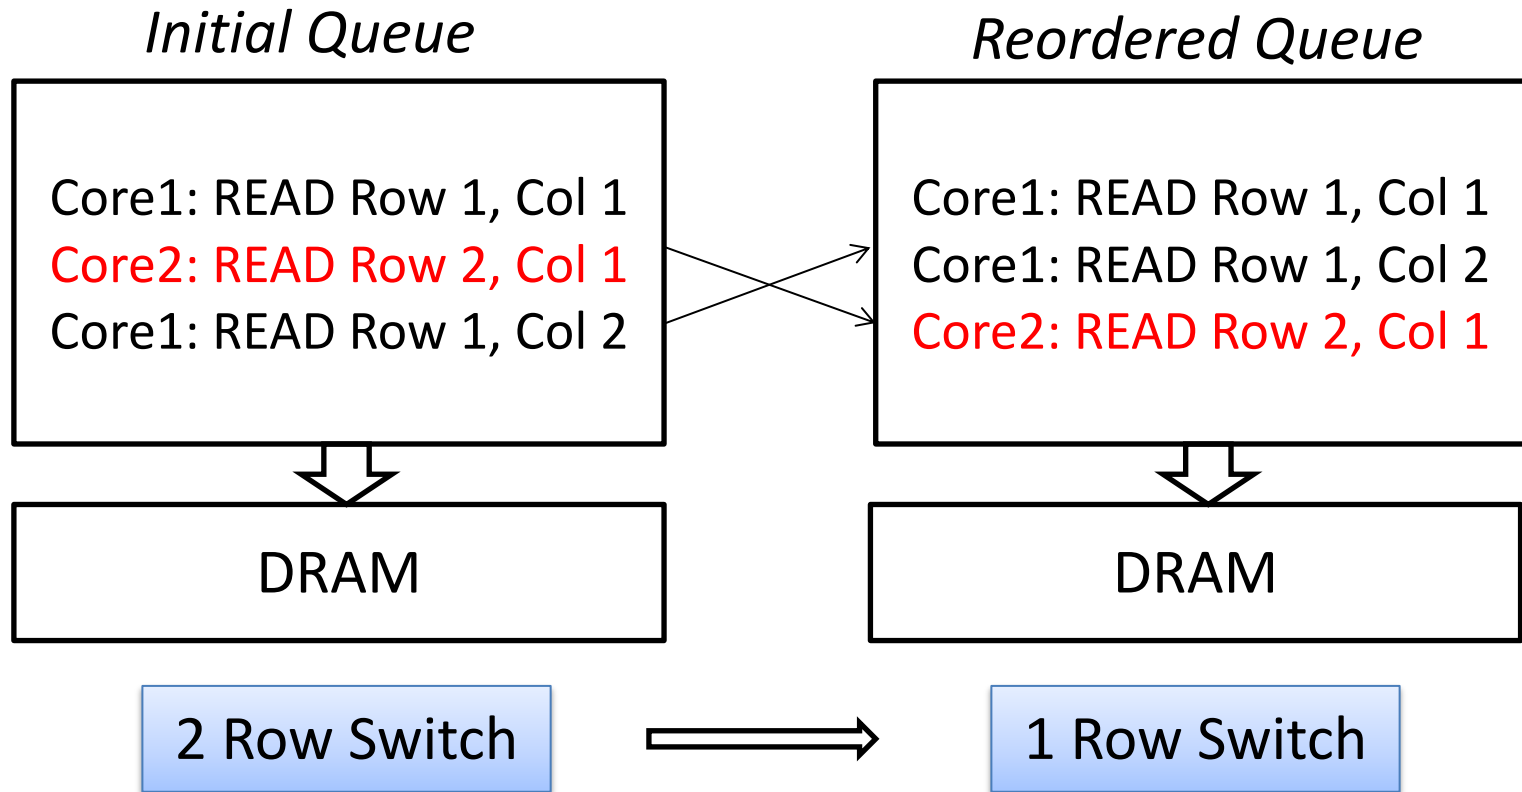 Initial Queue
Core1: READ Row 1, Col 1
Core2: READ Row 2, Col 1
Core1: READ Row 1, Col 2
DRAM
2 Row Switch
Reordered Queue
Core1: READ Row 1, Col 1
Core1: READ Row 1, Col 2
Core2: READ Row 2, Col 1
DRAM
1 Row Switch